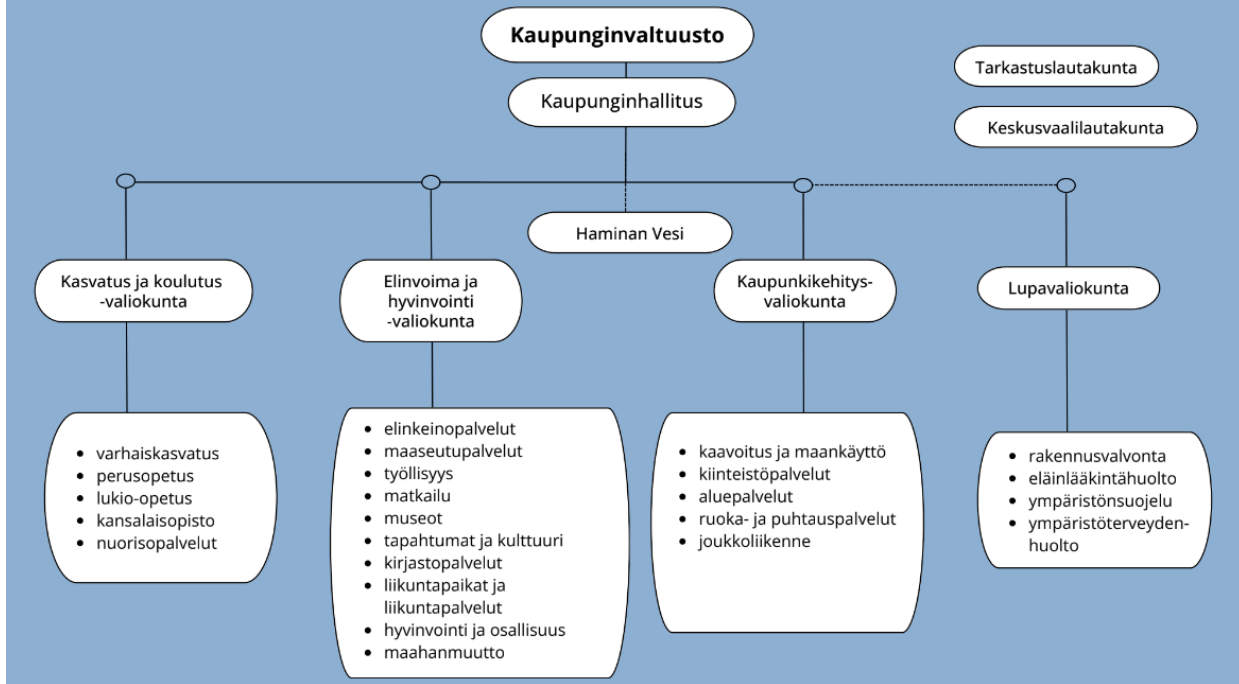 Kaupunginvaltuusto
Kaupunginhallitus
Tarkastuslautakunta
Keskusvaalilautakunta
Haminan Vesi
Kasvatus ja koulutus
-valiokunta
Elinvoima ja
hyvinvointi
-valiokunta
Kaupunkikehitys-
valiokunta
Lupavaliokunta
• varhaiskasvatus
• perusopetus
• lukio-opetus
• kansalaisopisto
• nuorisopalvelut
• elinkeinopalvelut
• maaseutupalvelut
• työllisyys
• matkailu
• museot
• tapahtumat ja kulttuuri
• kirjastopalvelut
• liikuntapaikat ja
liikuntapalvelut
• hyvinvointi ja osallisuus
• maahanmuutto
• kaavoitus ja maankäyttö
• kiinteistöpalvelut
• aluepalvelut
• ruoka- ja puhtauspalvelut
• joukkoliikenne
• rakennusvalvonta
• eläinlääkintähuolto
• ympäristönsuojelu
• ympäristöterveyden-
huolto